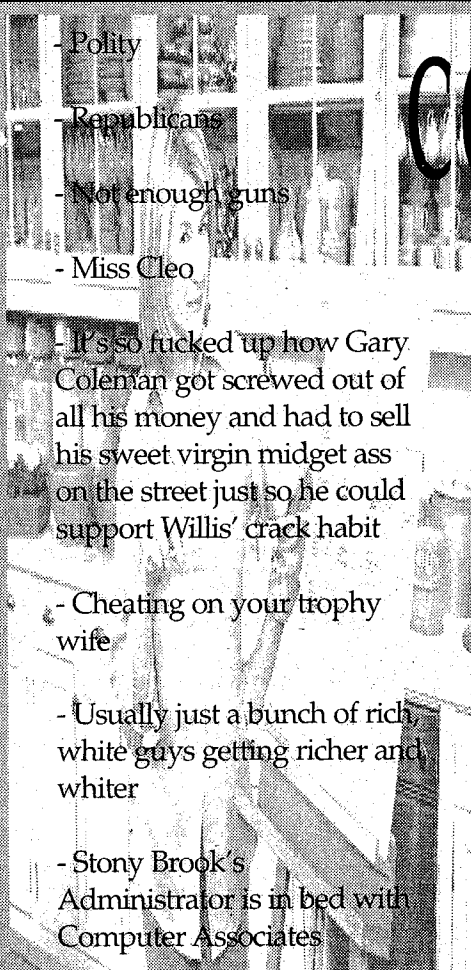 - Polity
- Republicans
- Not enough guns
- Miss Cleo
- It's so fucked up how Gary
Coleman got screwed out of
all his money and had to sell
his sweet virgin midget ass
on the street just so he could
support Willis' crack habit
- Cheating on your trophy
wife
- Usually just a bunch of rich,
white guys getting richer and
whiter
- Stony Brook's
Administrator is in bed with
Computer Associates